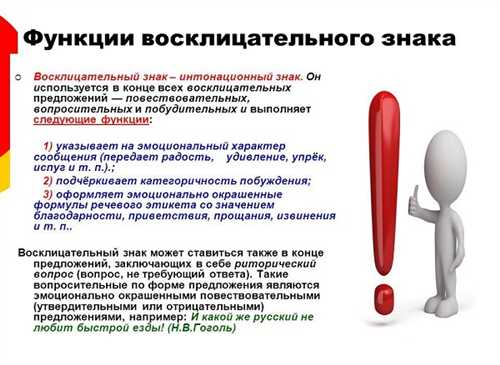 Функции восклицательного знака
Восклицательный знак – интонационный знак. Он
используется в конце всех восклицательных
предложений — повествовательных,
вопросительных и побудительных и выполняет
следующие функции:
1) указывает на эмоциональный характер
сообщения (передает радость, удивление, упрёк,
испуг и т. п.).;
2) подчёркивает категоричность побуждения;
3) оформляет эмоционально окрашенные
формулы речевого этикета со значением
благодарности, приветствия, прощания, извинения
и т. п..
Восклицательный знак может ставиться также в конце
предложений, заключающих в себе риторический
вопрос (вопрос, не требующий ответа). Такие
вопросительные по форме предложения являются
эмоционально окрашенными повествовательными
(утвердительными или отрицательными)
предложениями, например: И какой же русский не
любит быстрой езды! (Н.В.Гоголь)